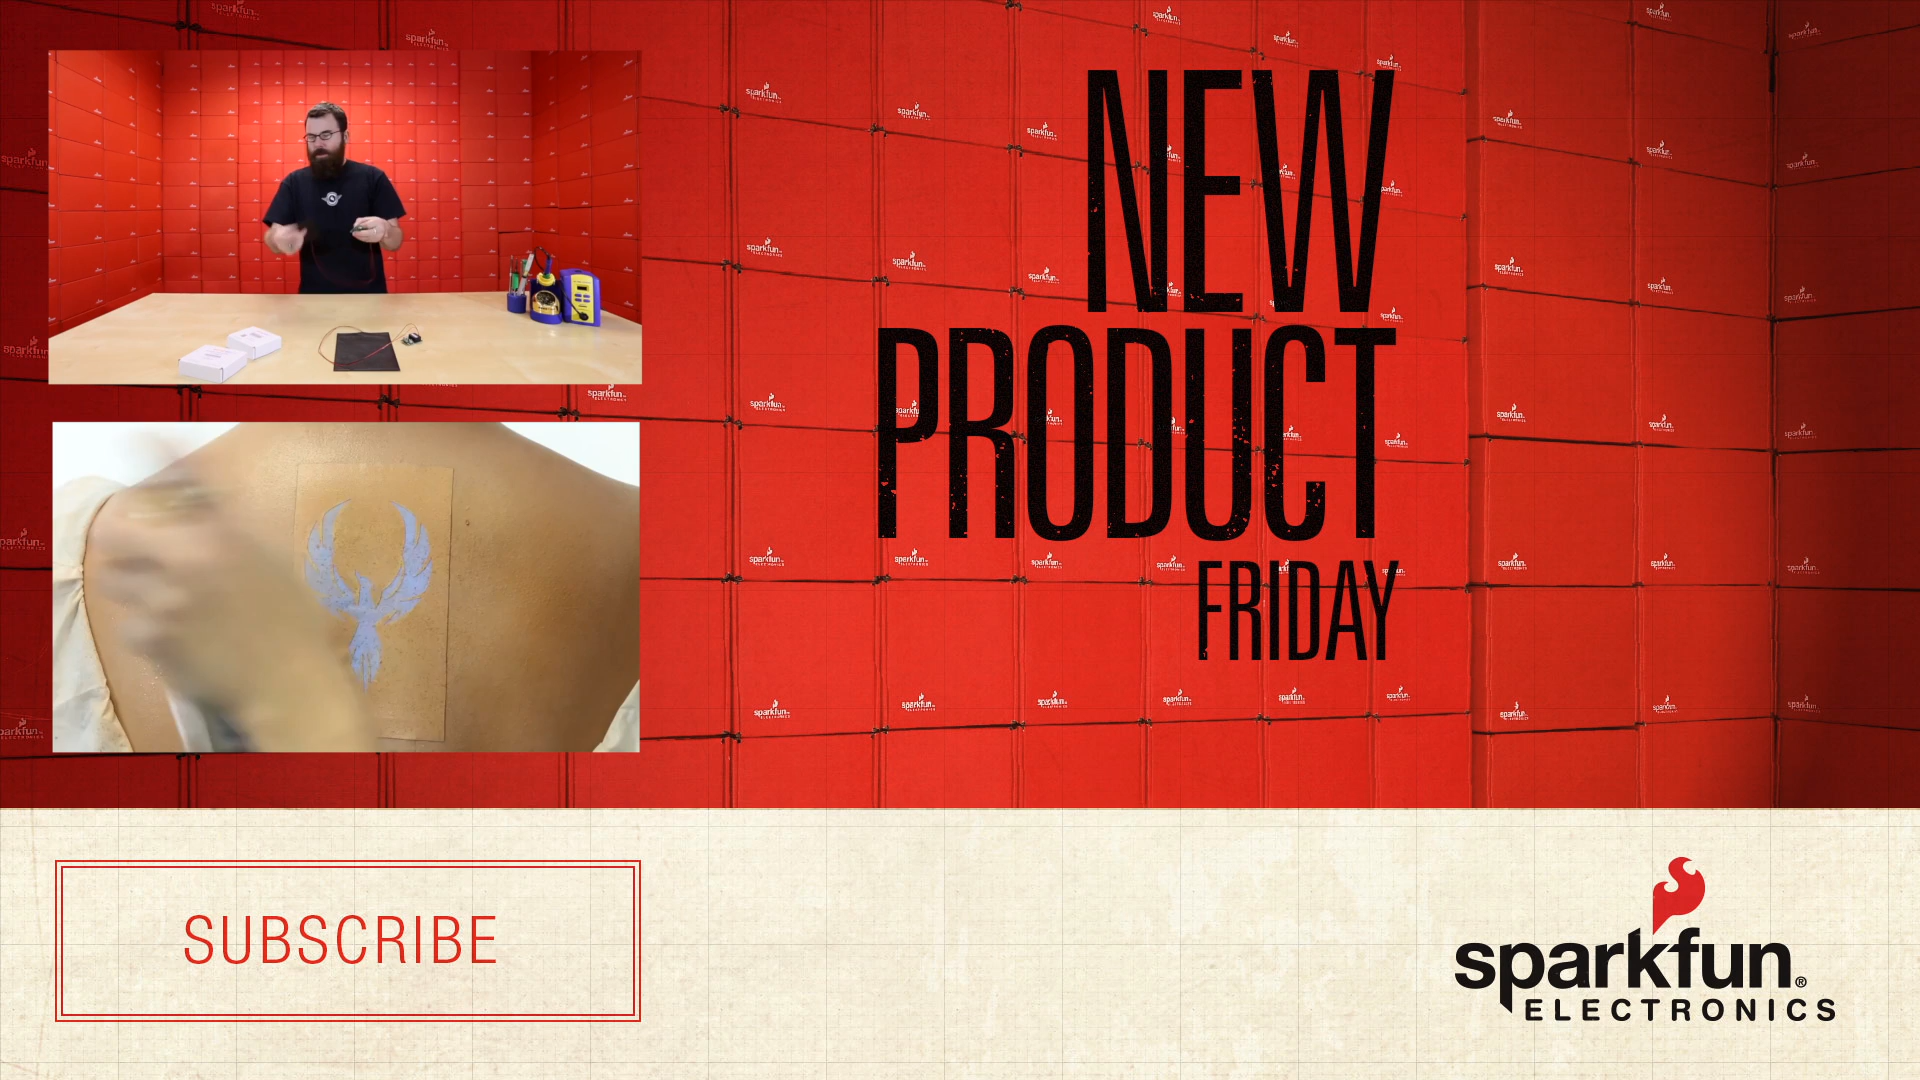 NEW
PRODUCT
FRIDAY
SUBSCRIBE
sparkfun®
ELECTRONICS